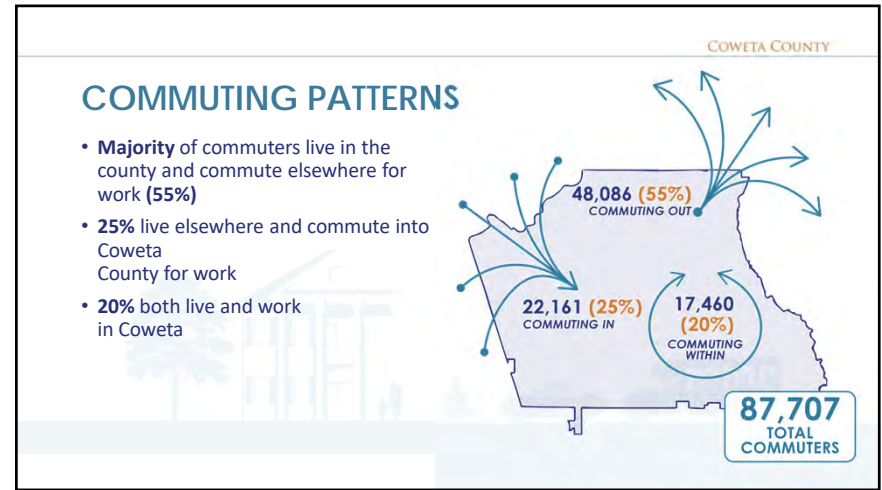 COWETA COUNTY
COMMUTING PATTERNS
• Majority of commuters live in the
county and commute elsewhere for
work (55%)
• 25% live elsewhere and commute into
Coweta
County for work
• 20% both live and work
in Coweta
48,086 (55%)
COMMUTING OUT
22,161 (25%)
COMMUTING IN
17,460
(20%)
COMMUTING
WITHIN
87,707
TOTAL
COMMUTERS